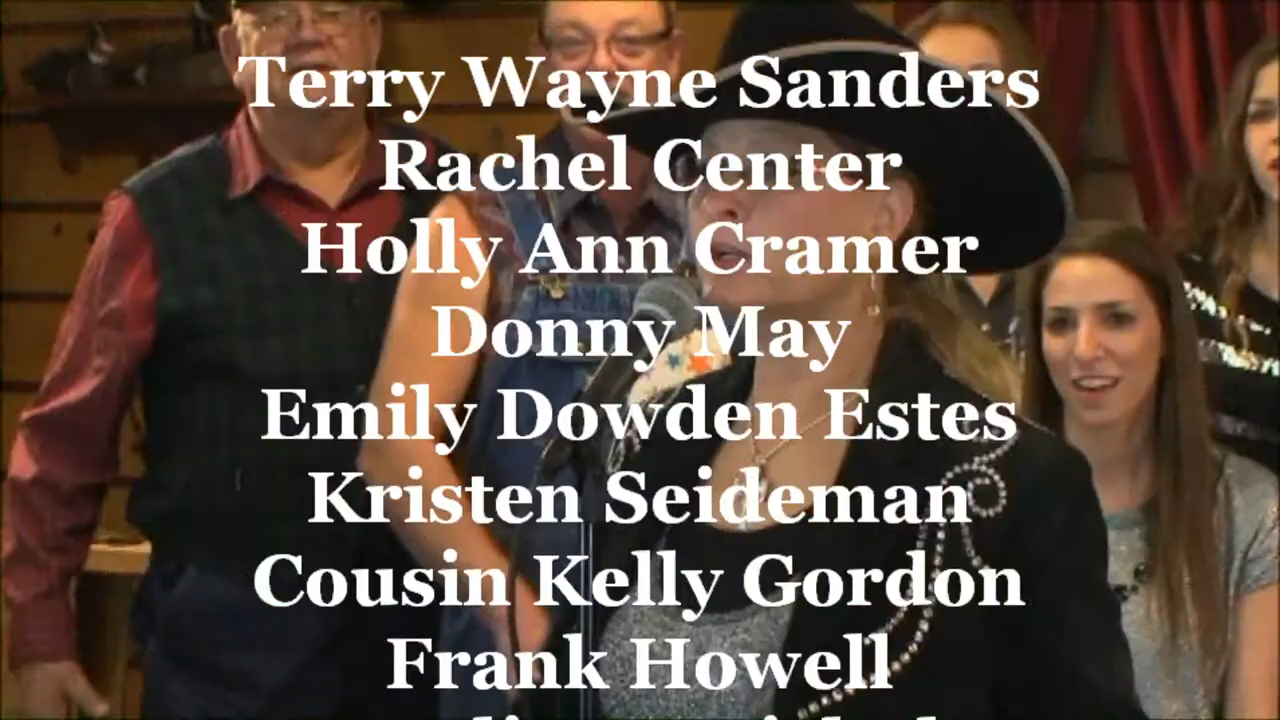 Terry Wayne Sanders
Rachel Center
Holly Ann Cramer
Donny May
Emily Dowden Estes
Kristen Seideman
Cousin Kelly Gordon
Frank Howell